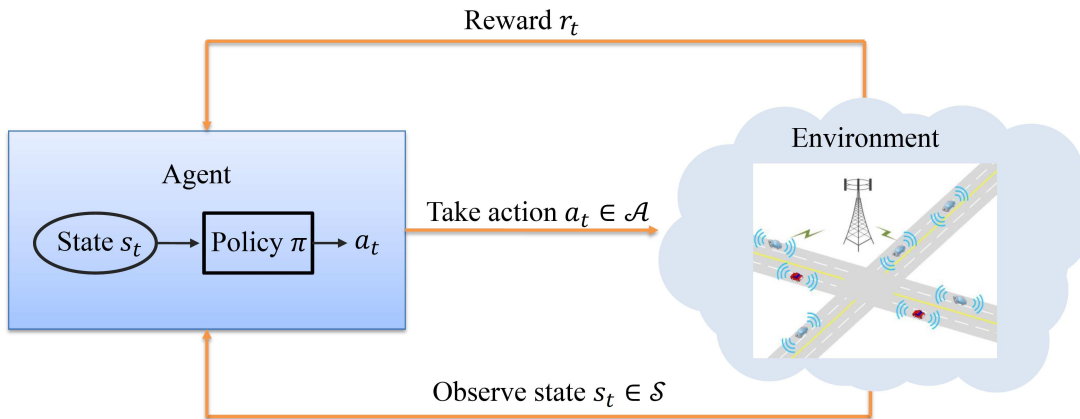 Reward r_t
Environment
Agent
State s_t
Policy π
a_t
Take action a_t ∈ 𝒜
Observe state s_t ∈ 𝒮